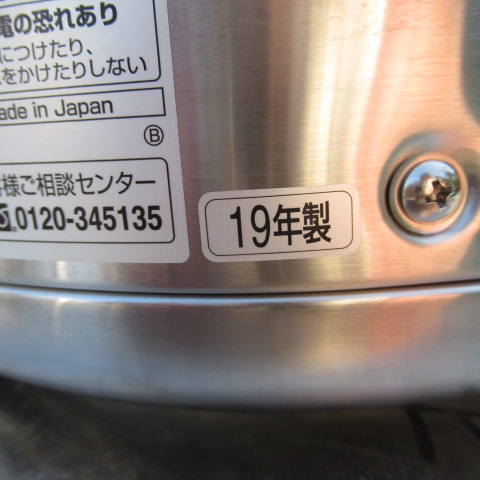 電の恐れあり
につけたり、
をかけたりしない
ade in Japan
Ⓑ
様ご相談センター
0120-345135
19年製